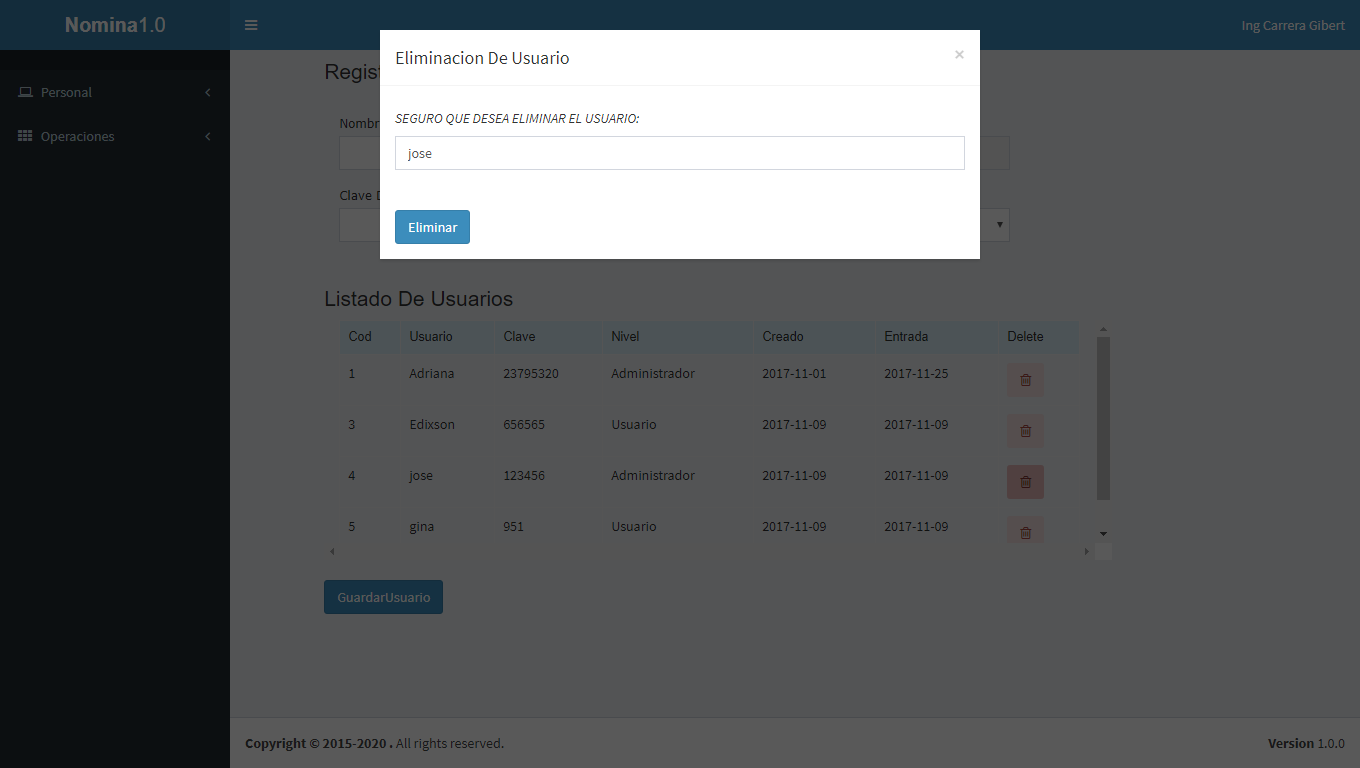 Nomina1.0
Ing Carrera Gibert
Personal
Operaciones
Eliminacion De Usuario ×
SEGURO QUE DESEA ELIMINAR EL USUARIO:
jose
Eliminar
Regist
Nombr
Clave
Listado De Usuarios
Cod Usuario Clave Nivel Creado Entrada Delete
1 Adriana 23795320 Administrador 2017-11-01 2017-11-25
3 Edixson 656565 Usuario 2017-11-09 2017-11-09
4 jose 123456 Administrador 2017-11-09 2017-11-09
5 gina 951 Usuario 2017-11-09 2017-11-09
GuardarUsuario
Copyright © 2015-2020 . All rights reserved.
Version 1.0.0